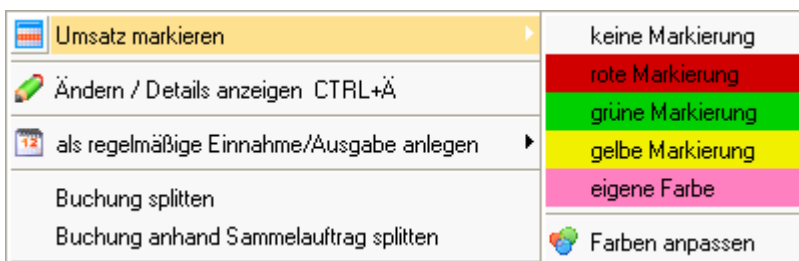 Umsatz markieren
Ändern / Details anzeigen CTRL+Ä
12
als regelmäßige Einnahme/Ausgabe anlegen
Buchung splitten
Buchung anhand Sammelauftrag splitten
keine Markierung
rote Markierung
grüne Markierung
gelbe Markierung
eigene Farbe
Farben anpassen